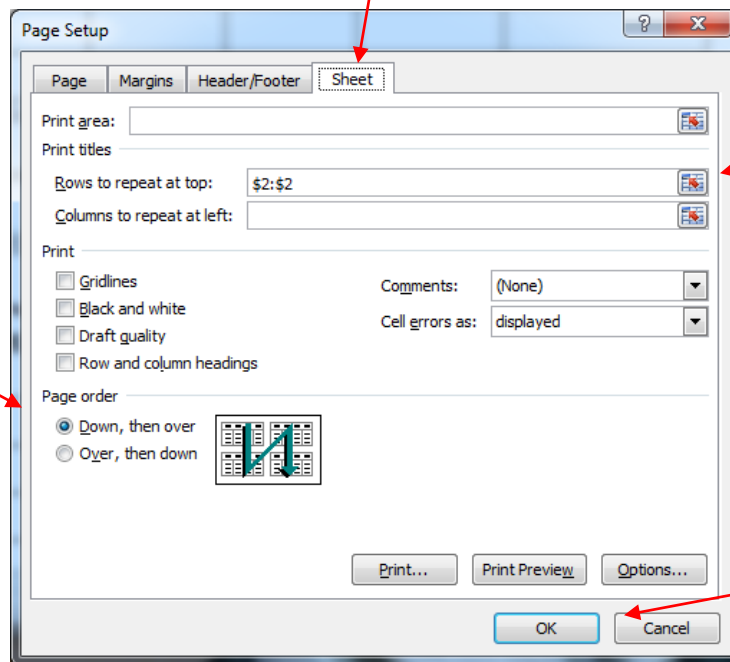 Page Setup
Page Margins Header/Footer Sheet
Print area:
Print titles
Rows to repeat at top: $2:$2
Columns to repeat at left:
Print
Gridlines
Comments: (None)
Black and white
Cell errors as: displayed
Draft quality
Row and column headings
Page order
Down, then over
Over, then down
Print... Print Preview Options...
OK Cancel